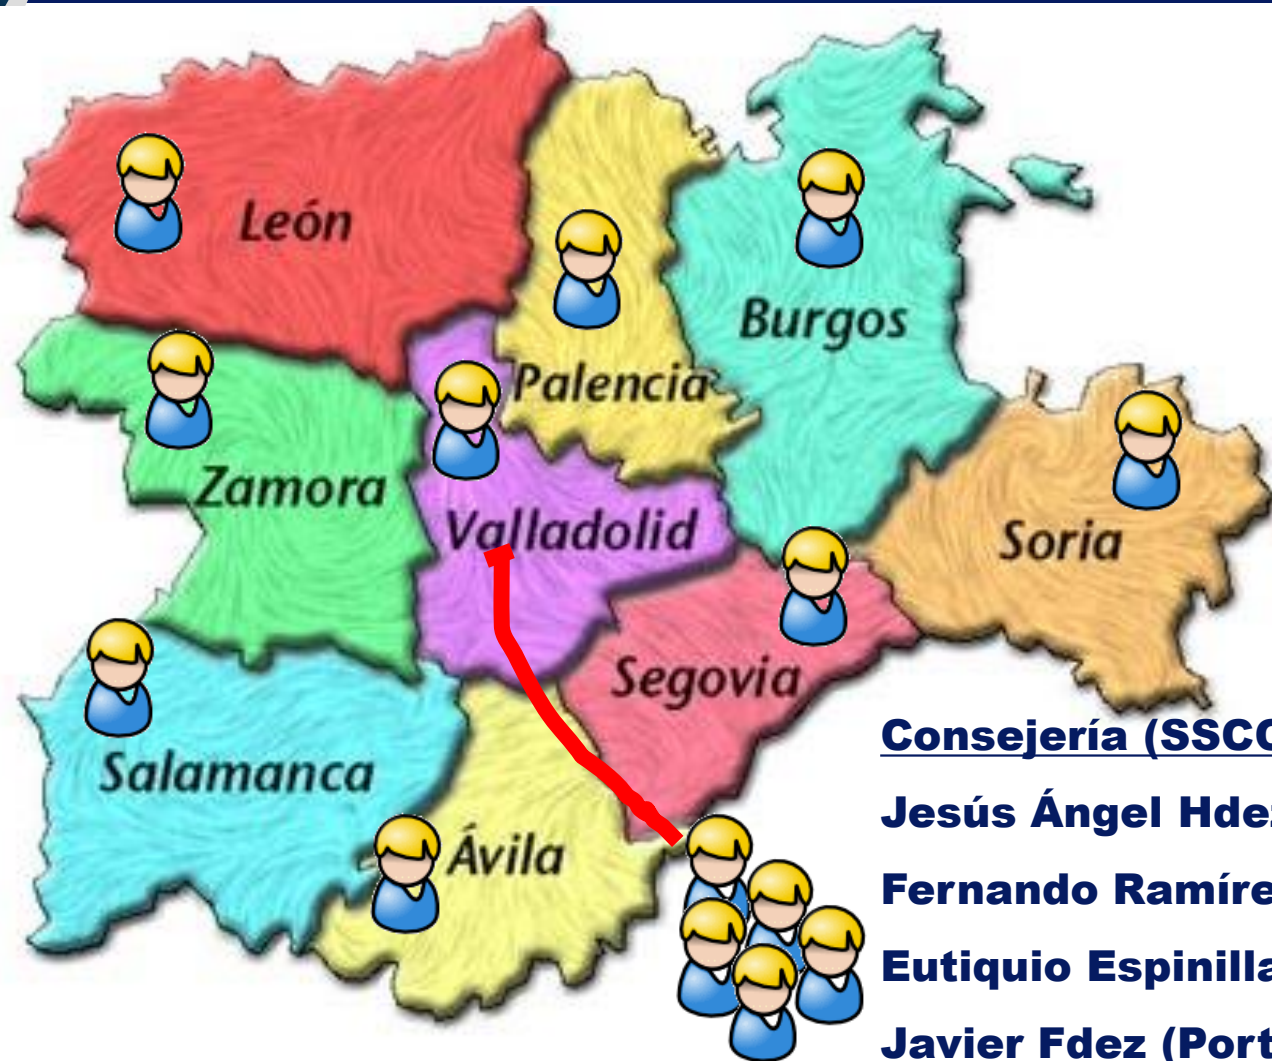 León
Burgos
Palencia
Zamora
Valladolid
Soria
Segovia
Salamanca
Ávila
Consejería (SSCC
Jesús Ángel Hdez
Fernando Ramíre
Eutiquio Espinilla
Javier Fdez (Port